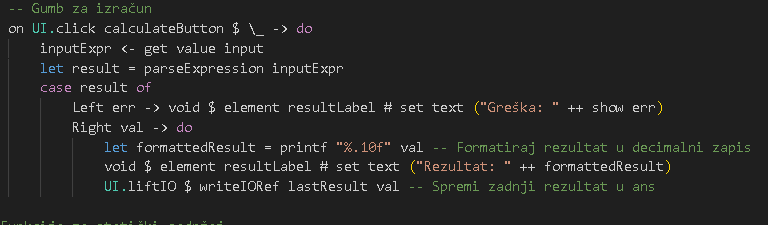 -- Gumb za izračun
on UI.click calculateButton $ \_ -> do
    inputExpr <- get value input
    let result = parseExpression inputExpr
    case result of
        Left err -> void $ element resultLabel # set text ("Greška: " ++ show err)
        Right val -> do
            let formattedResult = printf "%.10f" val -- Formatiraj rezultat u decimalni zapis
            void $ element resultLabel # set text ("Rezultat: " ++ formattedResult)
            UI.liftIO $ writeIORef lastResult val -- Spremi zadnji rezultat u ans